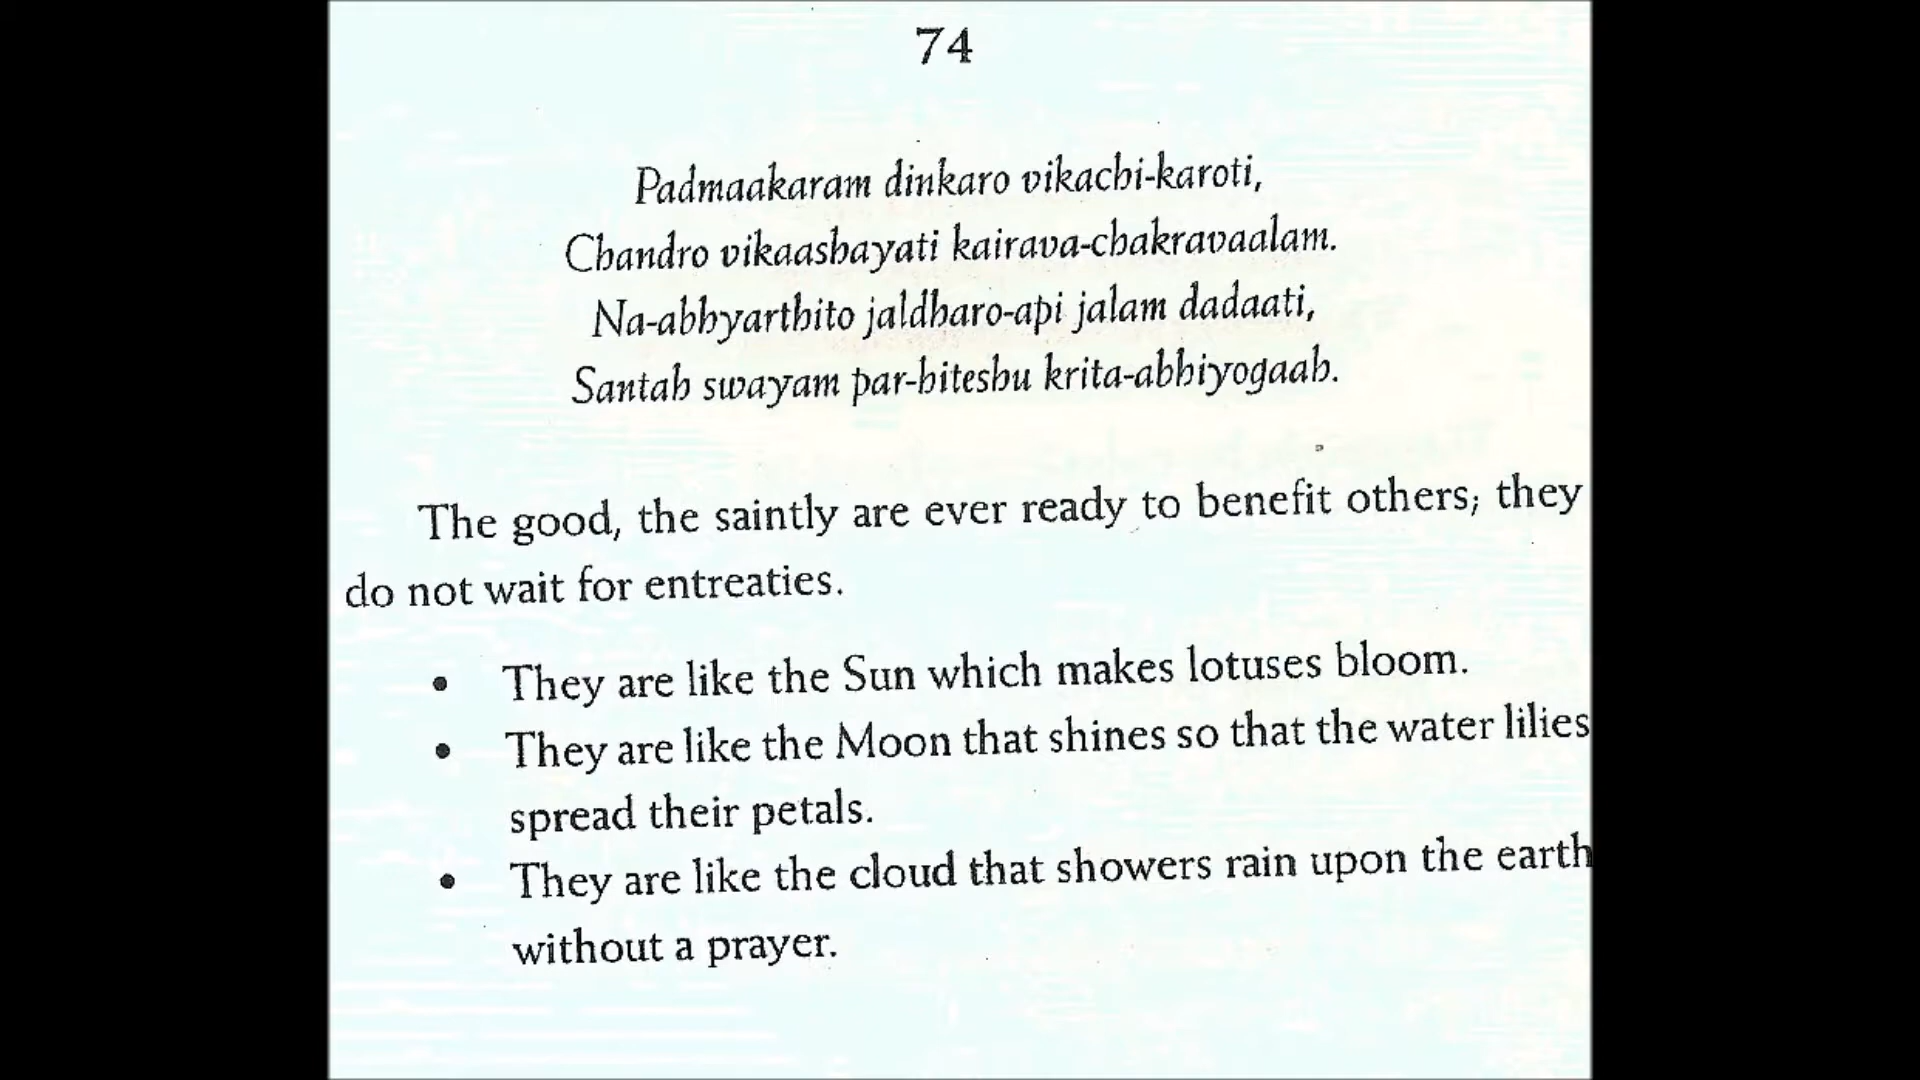 74
Padmaakaram dinkaro vikachi-karoti,
Chandro vikaashayati kairava-chakravaalam.
Na-abhyarthito jaldharo-api jalam dadaati,
Santah swayam par-hiteshu krita-abhiyogaah.
The good, the saintly are ever ready to benefit others; they
do not wait for entreaties.
• They are like the Sun which makes lotuses bloom.
• They are like the Moon that shines so that the water lilies
spread their petals.
• They are like the cloud that showers rain upon the earth
without a prayer.